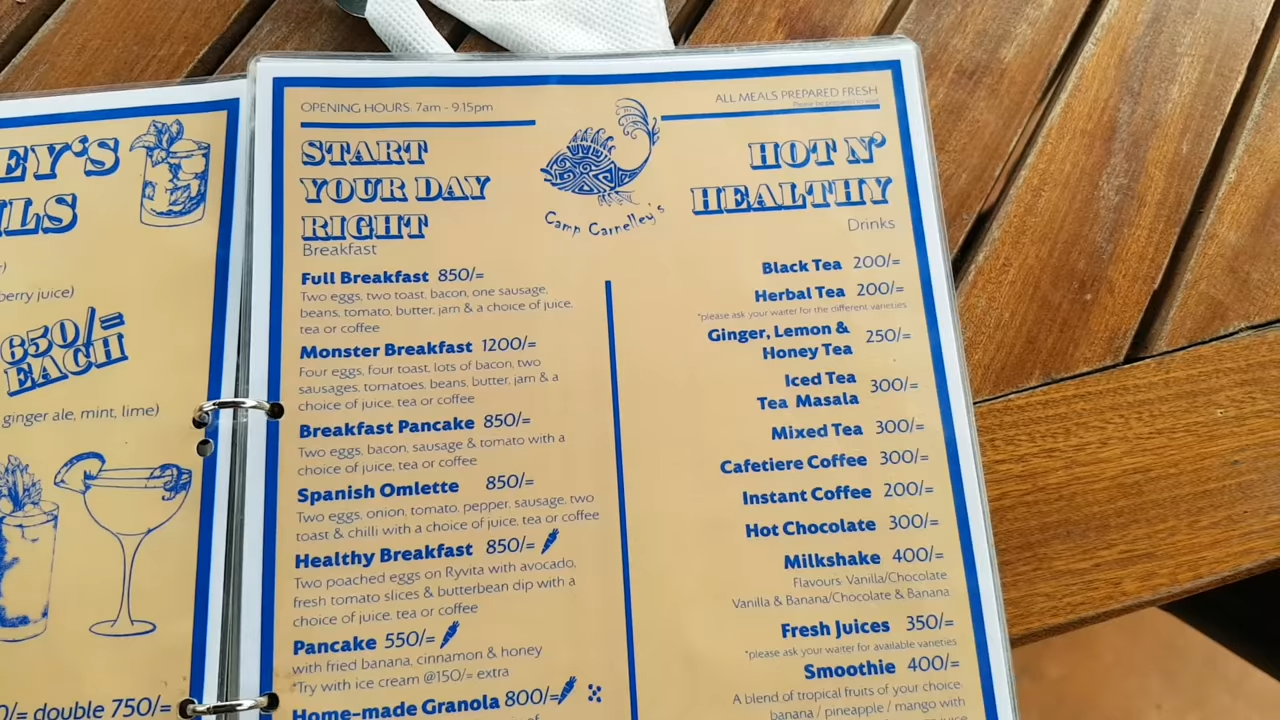 EY'S
ILS
r)
berry juice)
650/=
EACH
ginger ale, mint, lime)
0/= double 750/=
OPENING HOURS: 7am - 9.15pm
START
YOUR DAY
RIGHT
Breakfast
Full Breakfast 850/=
Two eggs, two toast, bacon, one sausage,
beans, tomato, butter, jam & a choice of juice,
tea or coffee
Monster Breakfast 1200/=
Four eggs, four toast, lots of bacon, two
sausages, tomatoes, beans, butter, jam & a
choice of juice, tea or coffee
Breakfast Pancake 850/=
Two eggs, bacon, sausage & tomato with a
choice of juice, tea or coffee
Spanish Omlette 850/=
Two eggs, onion, tomato, pepper, sausage, two
toast & chilli with a choice of juice, tea or coffee
Healthy Breakfast 850/=
Two poached eggs on Ryvita with avocado,
fresh tomato slices & butterbean dip with a
choice of juice, tea or coffee
Pancake 550/=
with fried banana, cinnamon & honey
*Try with ice cream @150/= extra
Home-made Granola 800/=
Camp Carnelley's
ALL MEALS PREPARED FRESH
Please be prepared to wait
HOT N'
HEALTHY
Drinks
Black Tea 200/=
Herbal Tea 200/=
*please ask your waiter for the different varieties
Ginger, Lemon &
Honey Tea 250/=
Iced Tea
Tea Masala 300/=
Mixed Tea 300/=
Cafetiere Coffee 300/=
Instant Coffee 200/=
Hot Chocolate 300/=
Milkshake 400/=
Flavours: Vanilla/Chocolate
Vanilla & Banana/Chocolate & Banana
Fresh Juices 350/=
*please ask your waiter for available varieties
Smoothie 400/=
A blend of tropical fruits of your choice:
banana / pineapple / mango with